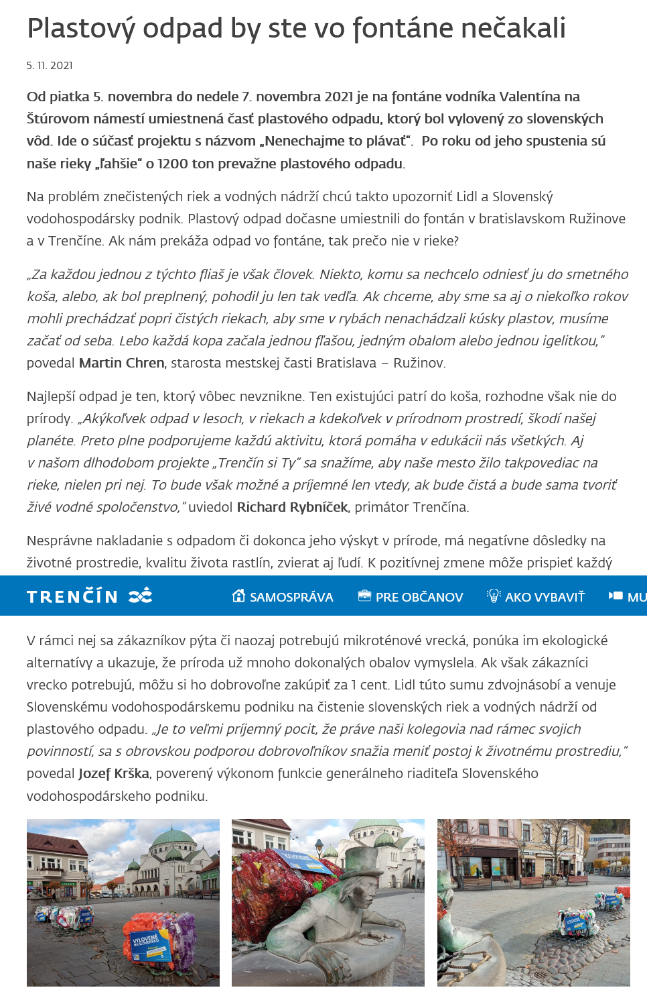 Plastový odpad by ste vo fontáne nečakali
5. 11. 2021
Od piatka 5. novembra do nedele 7. novembra 2021 je na fontáne vodníka Valentína na
Štúrovom námestí umiestnená časť plastového odpadu, ktorý bol vylovený zo slovenských
vôd. Ide o súčasť projektu s názvom „Nenechajme to plávať“.  Po roku od jeho spustenia sú
naše rieky „ľahšie“ o 1200 ton prevažne plastového odpadu.
Na problém znečistených riek a vodných nádrží chcú takto upozorniť Lidl a Slovenský
vodohospodársky podnik. Plastový odpad dočasne umiestnili do fontán v bratislavskom Ružinove
a v Trenčíne. Ak nám prekáža odpad vo fontáne, tak prečo nie v rieke?
„Za každou jednou z týchto fliaš je však človek. Niekto, komu sa nechcelo odniesť ju do smetného
koša, alebo, ak bol preplnený, pohodil ju len tak vedľa. Ak chceme, aby sme sa aj o niekoľko rokov
mohli prechádzať popri čistých riekach, aby sme v rybách nenachádzali kúsky plastov, musíme
začať od seba. Lebo každá kopa začala jednou fľašou, jedným obalom alebo jednou igelitkou,”
povedal Martin Chren, starosta mestskej časti Bratislava – Ružinov.
Najlepší odpad je ten, ktorý vôbec nevznikne. Ten existujúci patrí do koša, rozhodne však nie do
prírody. „Akýkoľvek odpad v lesoch, v riekach a kdekoľvek v prírodnom prostredí, škodí našej
planéte. Preto plne podporujeme každú aktivitu, ktorá pomáha v edukácii nás všetkých. Aj
v našom dlhodobom projekte „Trenčín si Ty“ sa snažíme, aby naše mesto žilo takpovediac na
rieke, nielen pri nej. To bude však možné a príjemné len vtedy, ak bude čistá a bude sama tvoriť
živé vodné spoločenstvo,“ uviedol Richard Rybníček, primátor Trenčína.
Nesprávne nakladanie s odpadom či dokonca jeho výskyt v prírode, má negatívne dôsledky na
životné prostredie, kvalitu života rastlín, zvierat aj ľudí. K pozitívnej zmene môže prispieť každý
TRENČÍN SAMOSPRÁVA PRE OBČANOV AKO VYBAVIŤ MU
V rámci nej sa zákazníkov pýta či naozaj potrebujú mikroténové vrecká, ponúka im ekologické
alternatívy a ukazuje, že príroda už mnoho dokonalých obalov vymyslela. Ak však zákazníci
vrecko potrebujú, môžu si ho dobrovoľne zakúpiť za 1 cent. Lidl túto sumu zdvojnásobí a venuje
Slovenskému vodohospodárskemu podniku na čistenie slovenských riek a vodných nádrží od
plastového odpadu. „Je to veľmi príjemný pocit, že práve naši kolegovia nad rámec svojich
povinností, sa s obrovskou podporou dobrovoľníkov snažia meniť postoj k životnému prostrediu,“
povedal Jozef Krška, poverený výkonom funkcie generálneho riaditeľa Slovenského
vodohospodárskeho podniku.
VYLOVENÉ
NA SLOVENSKU